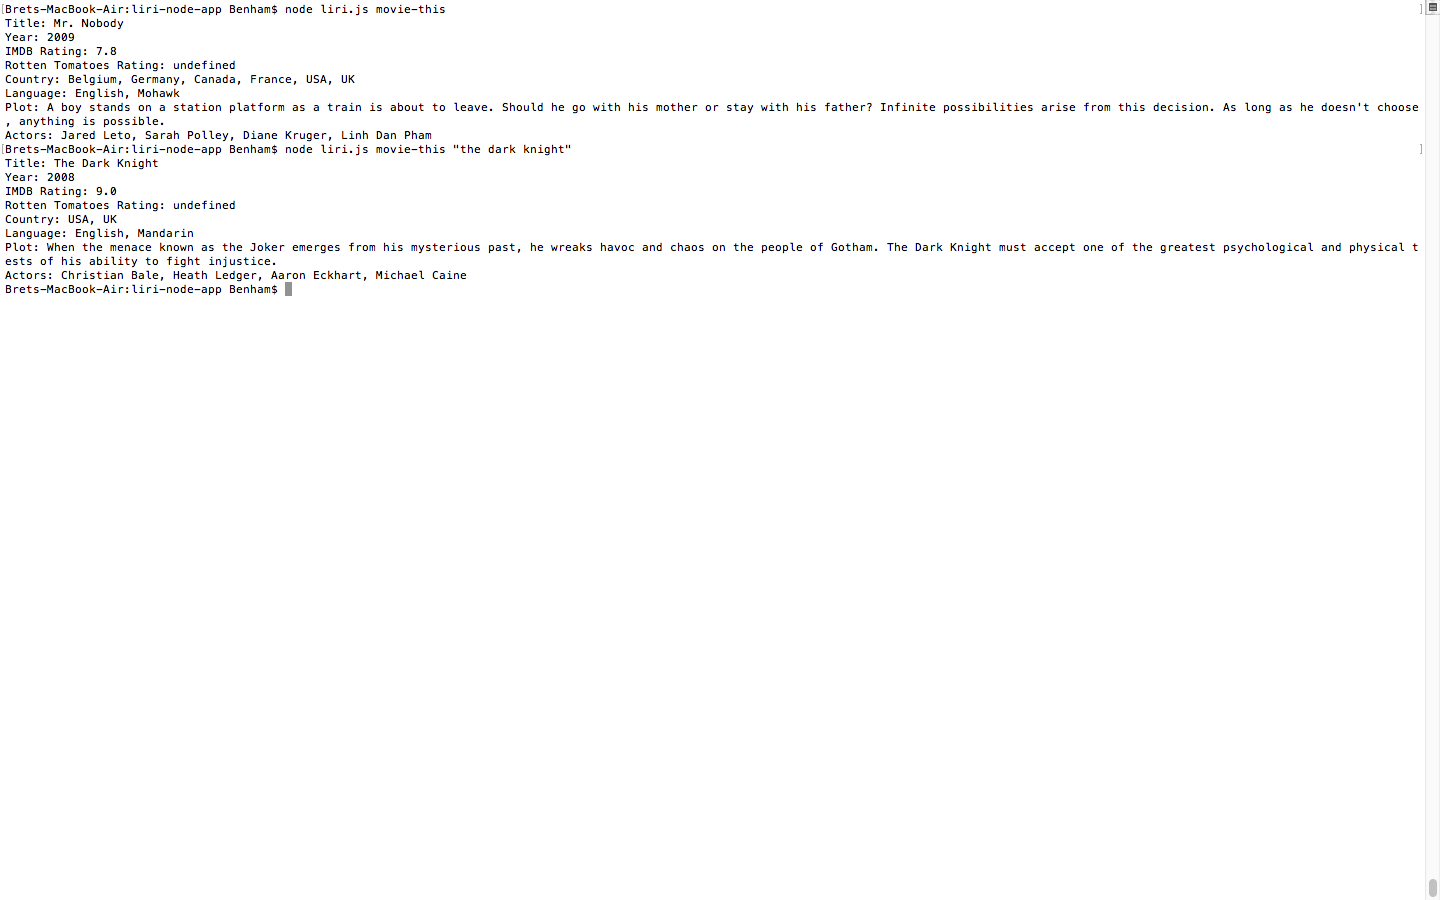 [Brets-MacBook-Air:liri-node-app Benham$ node liri.js movie-this ]
Title: Mr. Nobody
Year: 2009
IMDB Rating: 7.8
Rotten Tomatoes Rating: undefined
Country: Belgium, Germany, Canada, France, USA, UK
Language: English, Mohawk
Plot: A boy stands on a station platform as a train is about to leave. Should he go with his mother or stay with his father? Infinite possibilities arise from this decision. As long as he doesn't choose
, anything is possible.
Actors: Jared Leto, Sarah Polley, Diane Kruger, Linh Dan Pham
[Brets-MacBook-Air:liri-node-app Benham$ node liri.js movie-this "the dark knight" ]
Title: The Dark Knight
Year: 2008
IMDB Rating: 9.0
Rotten Tomatoes Rating: undefined
Country: USA, UK
Language: English, Mandarin
Plot: When the menace known as the Joker emerges from his mysterious past, he wreaks havoc and chaos on the people of Gotham. The Dark Knight must accept one of the greatest psychological and physical t
ests of his ability to fight injustice.
Actors: Christian Bale, Heath Ledger, Aaron Eckhart, Michael Caine
Brets-MacBook-Air:liri-node-app Benham$